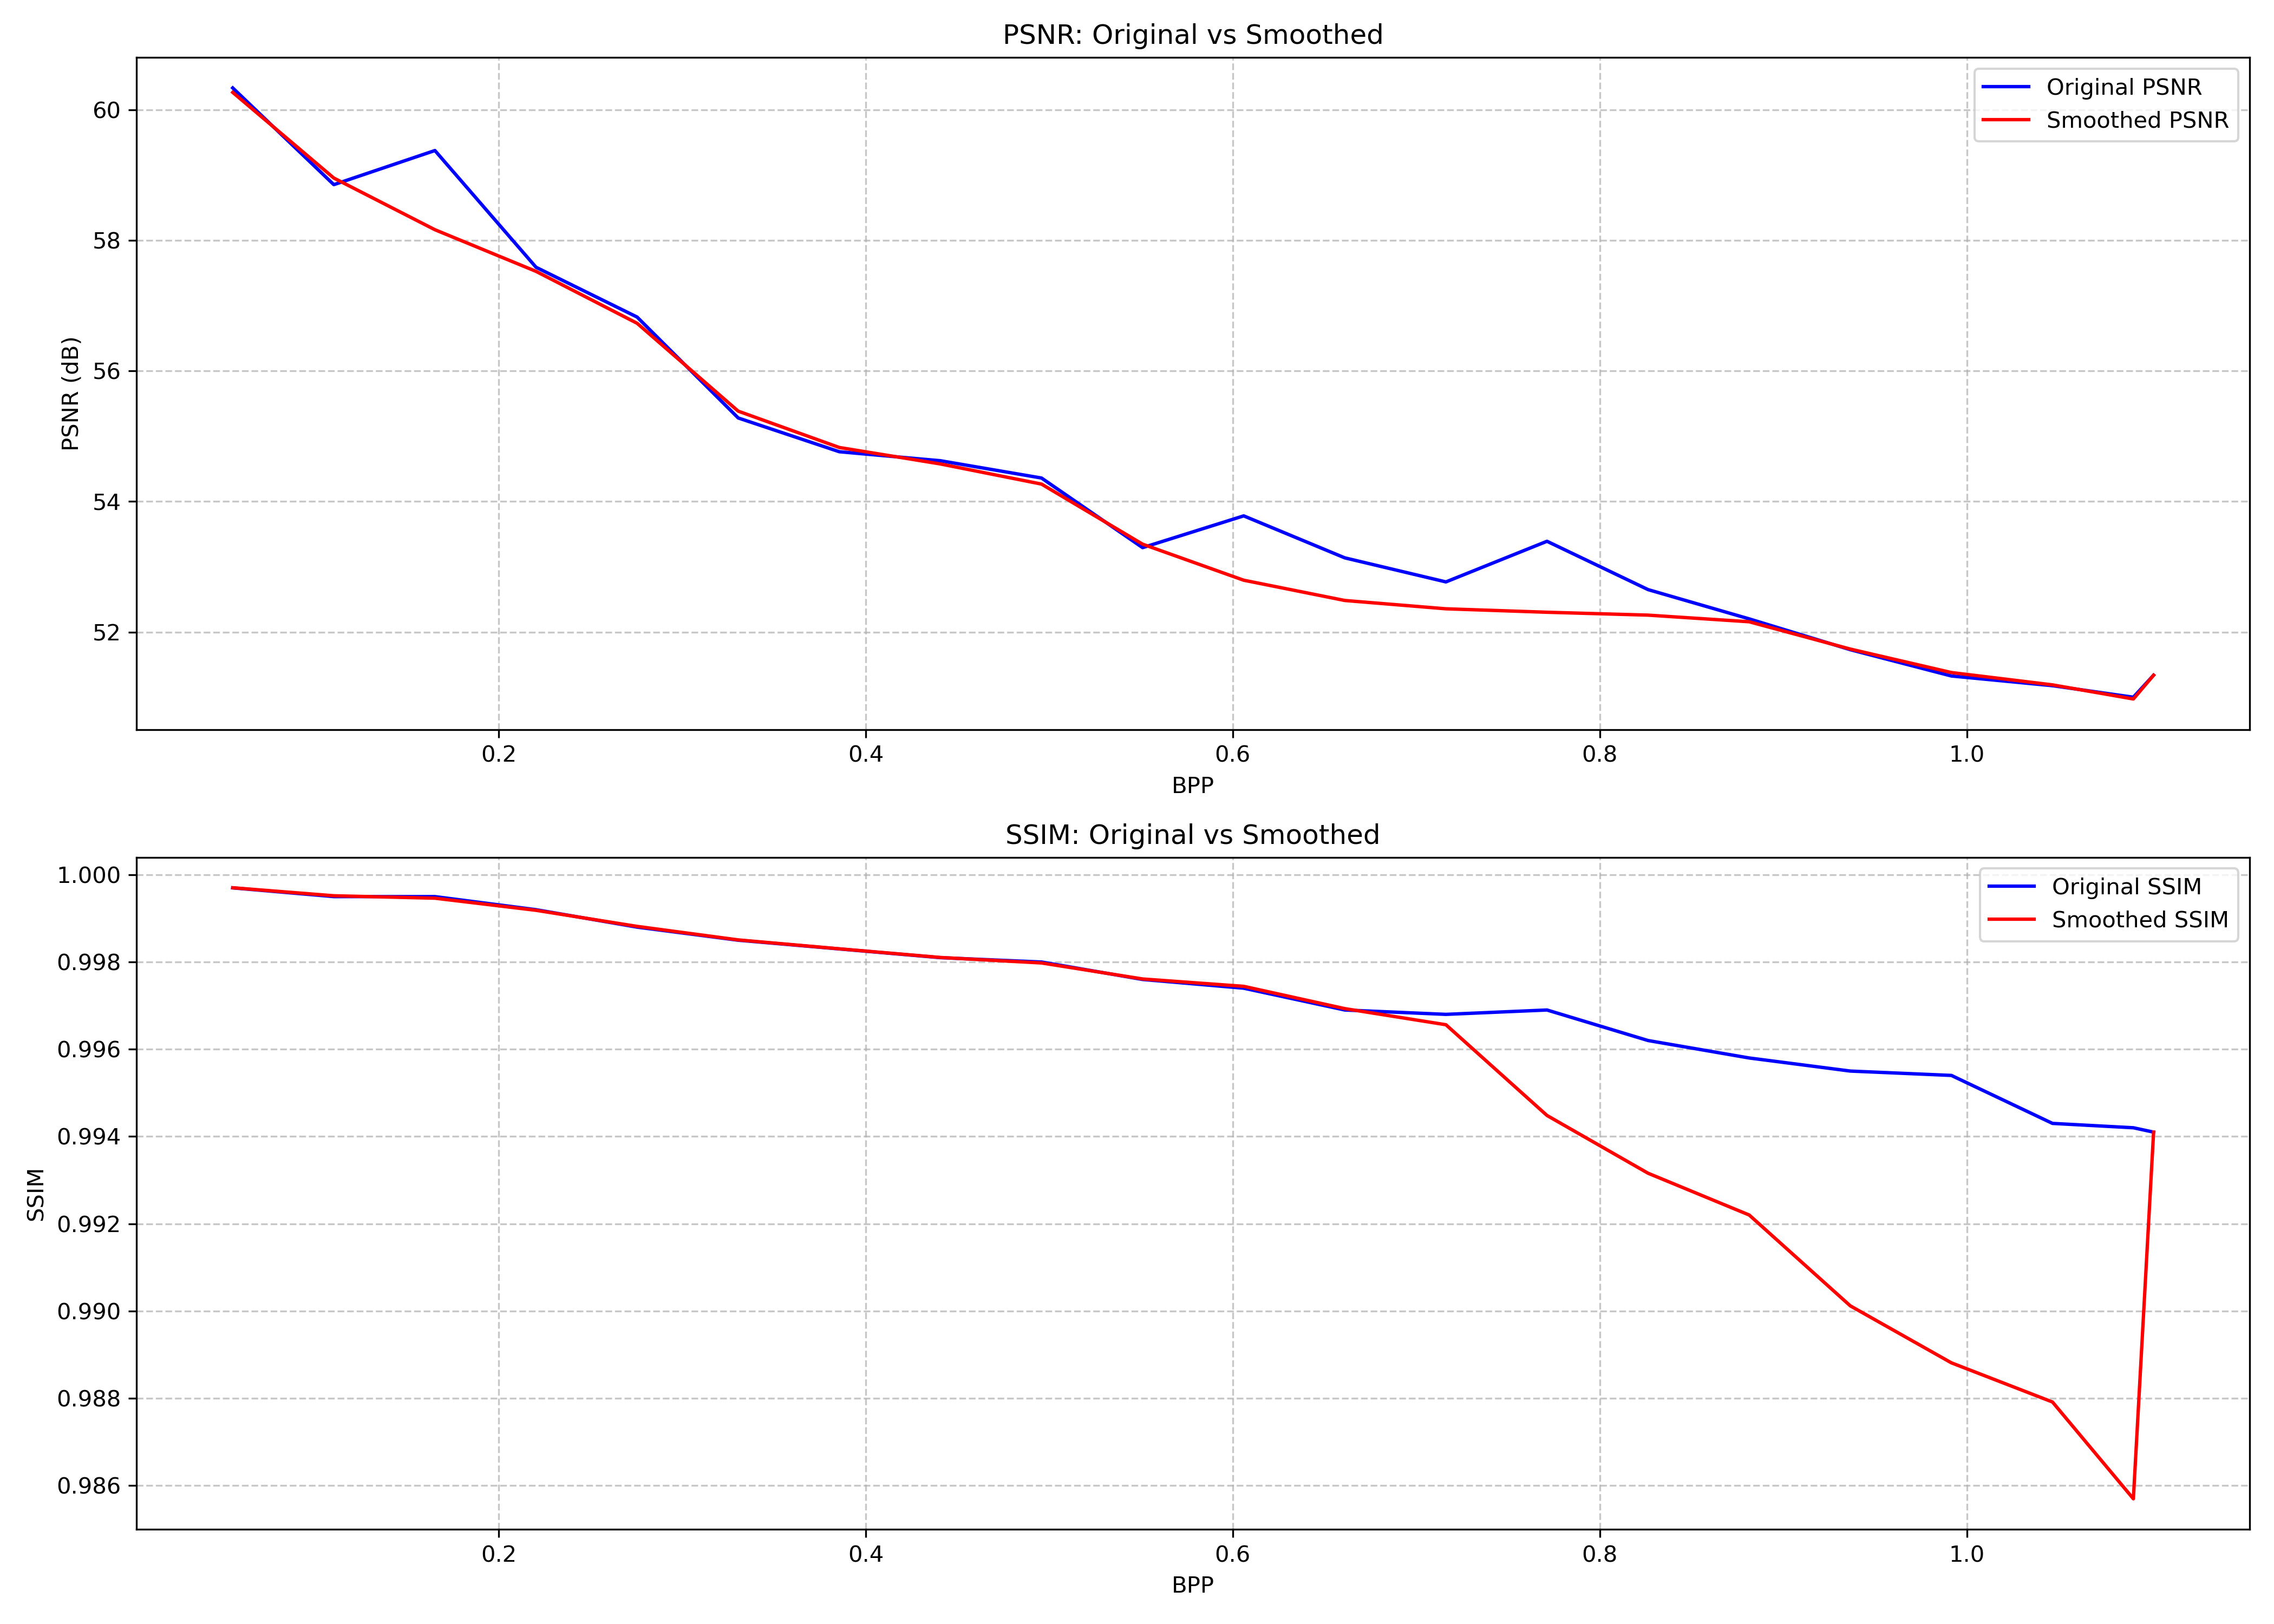 PSNR: Original vs Smoothed
Original PSNR
Smoothed PSNR
60
58
56
54
52
PSNR (dB)
0.2
0.4
0.6
0.8
1.0
BPP
SSIM: Original vs Smoothed
Original SSIM
Smoothed SSIM
1.000
0.998
0.996
0.994
0.992
0.990
0.988
0.986
SSIM
0.2
0.4
0.6
0.8
1.0
BPP